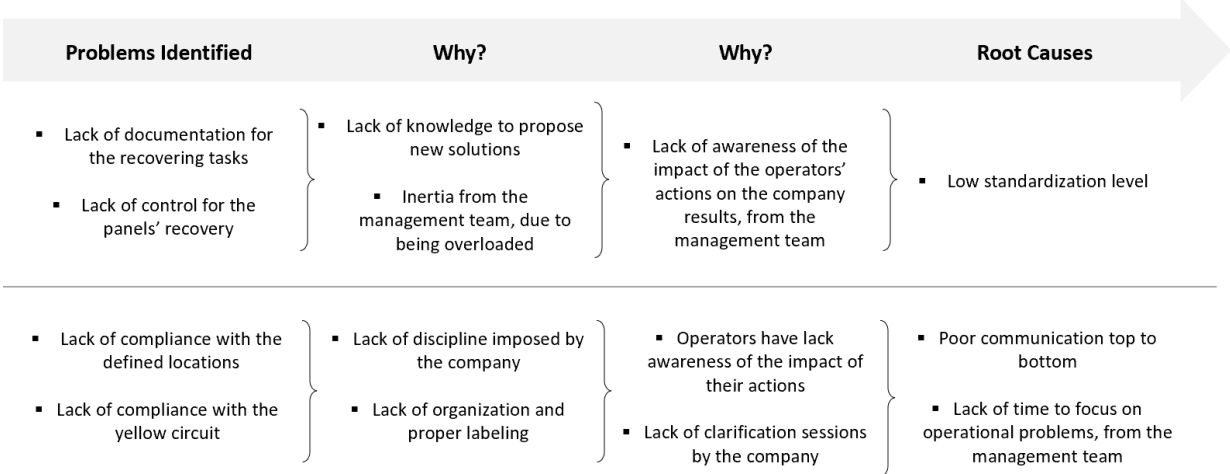 Problems Identified
Why?
Why?
Root Causes
▪ Lack of documentation for
the recovering tasks
▪ Lack of control for the
panels’ recovery
▪ Lack of knowledge to propose
new solutions
▪ Inertia from the
management team, due to
being overloaded
▪ Lack of awareness of the
impact of the operators’
actions on the company
results, from the
management team
▪ Low standardization level
▪ Lack of compliance with the
defined locations
▪ Lack of compliance with the
yellow circuit
▪ Lack of discipline imposed by
the company
▪ Lack of organization and
proper labeling
▪ Operators have lack
awareness of the impact of
their actions
▪ Lack of clarification sessions
by the company
▪ Poor communication top to
bottom
▪ Lack of time to focus on
operational problems, from the
management team